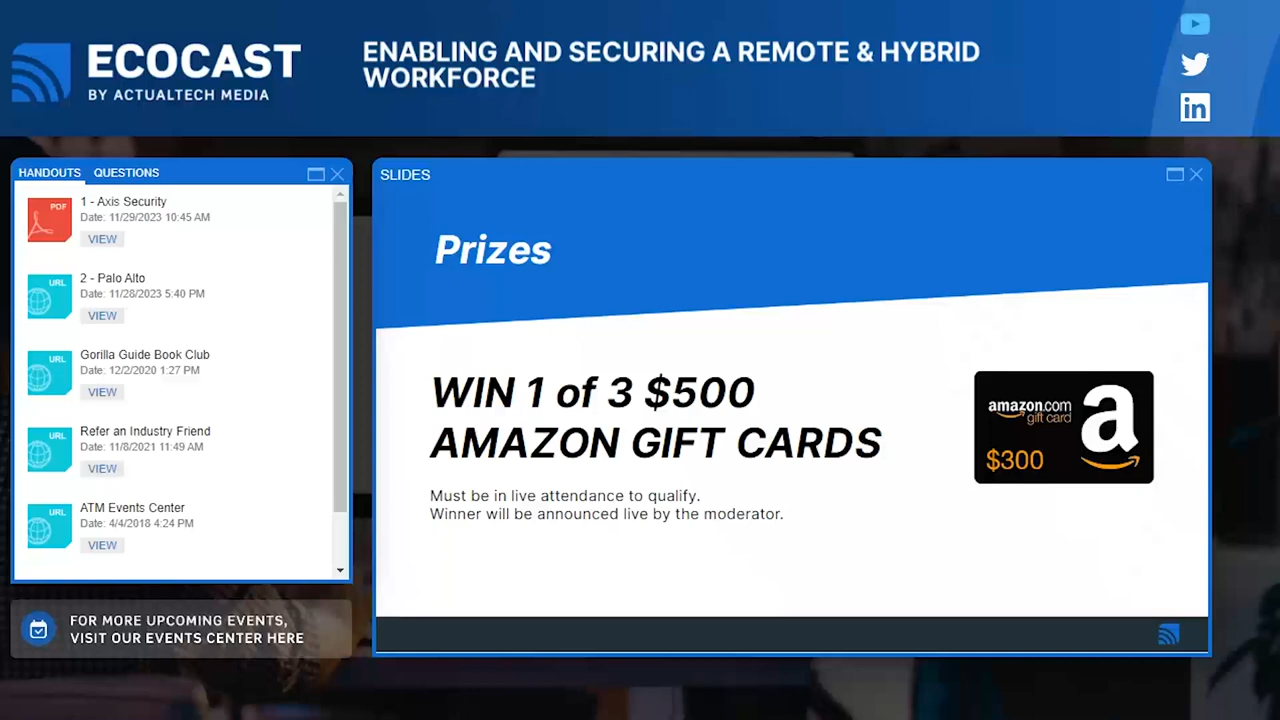 ECOCAST
BY ACTUALTECH MEDIA
ENABLING AND SECURING A REMOTE & HYBRID
WORKFORCE
in
HANDOUTS QUESTIONS
PDF
1 - Axis Security
Date: 11/29/2023 10:45 AM
VIEW
URL
2 - Palo Alto
Date: 11/28/2023 5:40 PM
VIEW
URL
Gorilla Guide Book Club
Date: 12/2/2020 1:27 PM
VIEW
URL
Refer an Industry Friend
Date: 11/8/2021 11:49 AM
VIEW
URL
ATM Events Center
Date: 4/4/2018 4:24 PM
VIEW
FOR MORE UPCOMING EVENTS,
VISIT OUR EVENTS CENTER HERE
SLIDES
Prizes
WIN 1 of 3 $500
AMAZON GIFT CARDS
Must be in live attendance to qualify.
Winner will be announced live by the moderator.
amazon.com
gift card
a
$300